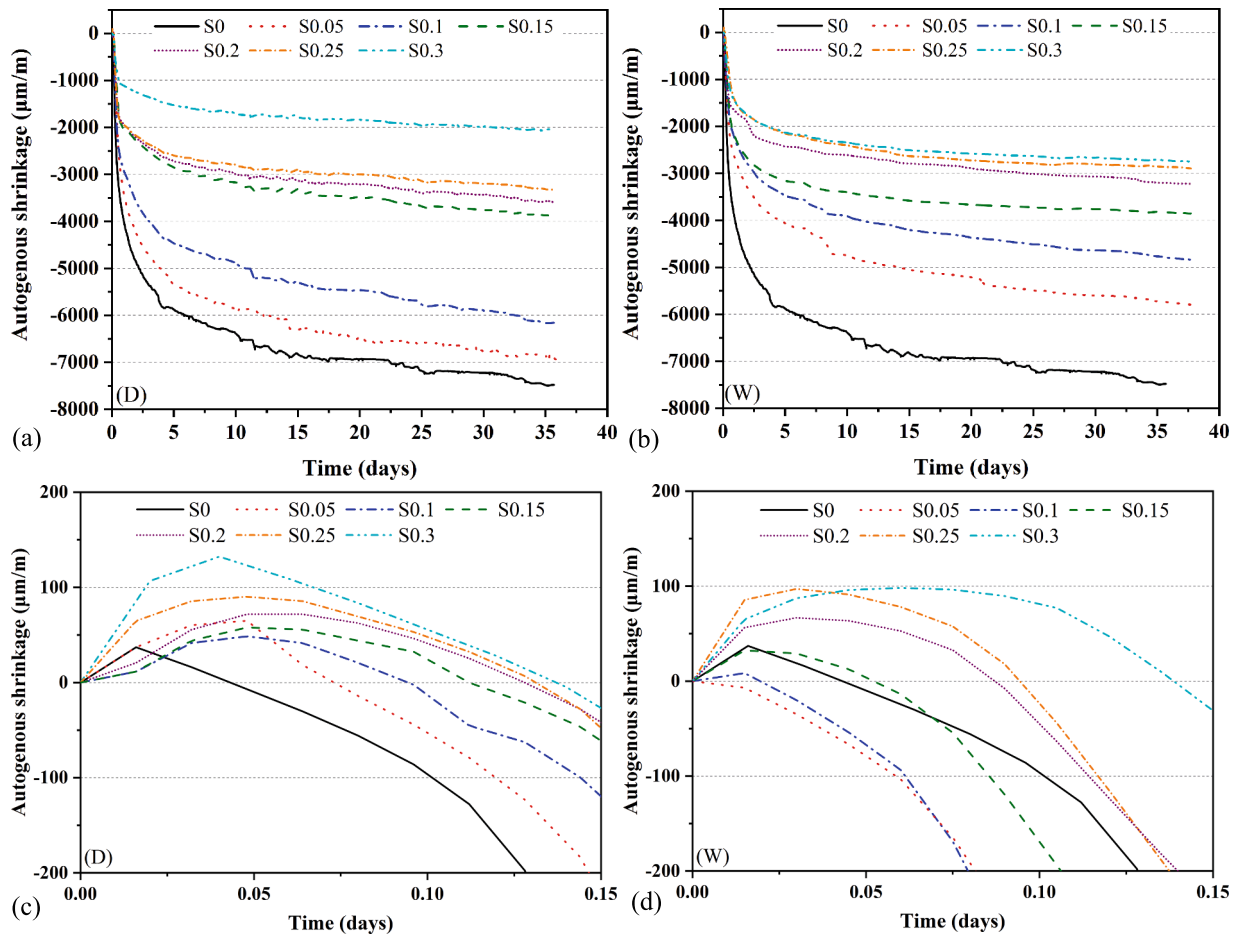 S0 S0.05 S0.1 S0.15
S0.2 S0.25 S0.3
0
-1000
-2000
-3000
-4000
-5000
-6000
-7000
-8000
Autogenous shrinkage (μm/m)
(D)
(a)
0 5 10 15 20 25 30 35 40
Time (days)
S0 S0.05 S0.1 S0.15
S0.2 S0.25 S0.3
0
-1000
-2000
-3000
-4000
-5000
-6000
-7000
-8000
Autogenous shrinkage (μm/m)
(W)
(b)
0 5 10 15 20 25 30 35 40
Time (days)
S0 S0.05 S0.1 S0.15
S0.2 S0.25 S0.3
200
100
0
-100
-200
Autogenous shrinkage (μm/m)
(D)
0.00 0.05 0.10 0.15
(c)
Time (days)
S0 S0.05 S0.1 S0.15
S0.2 S0.25 S0.3
200
100
0
-100
-200
Autogenous shrinkage (μm/m)
(W)
0.00 0.05 0.10 0.15
(d)
Time (days)